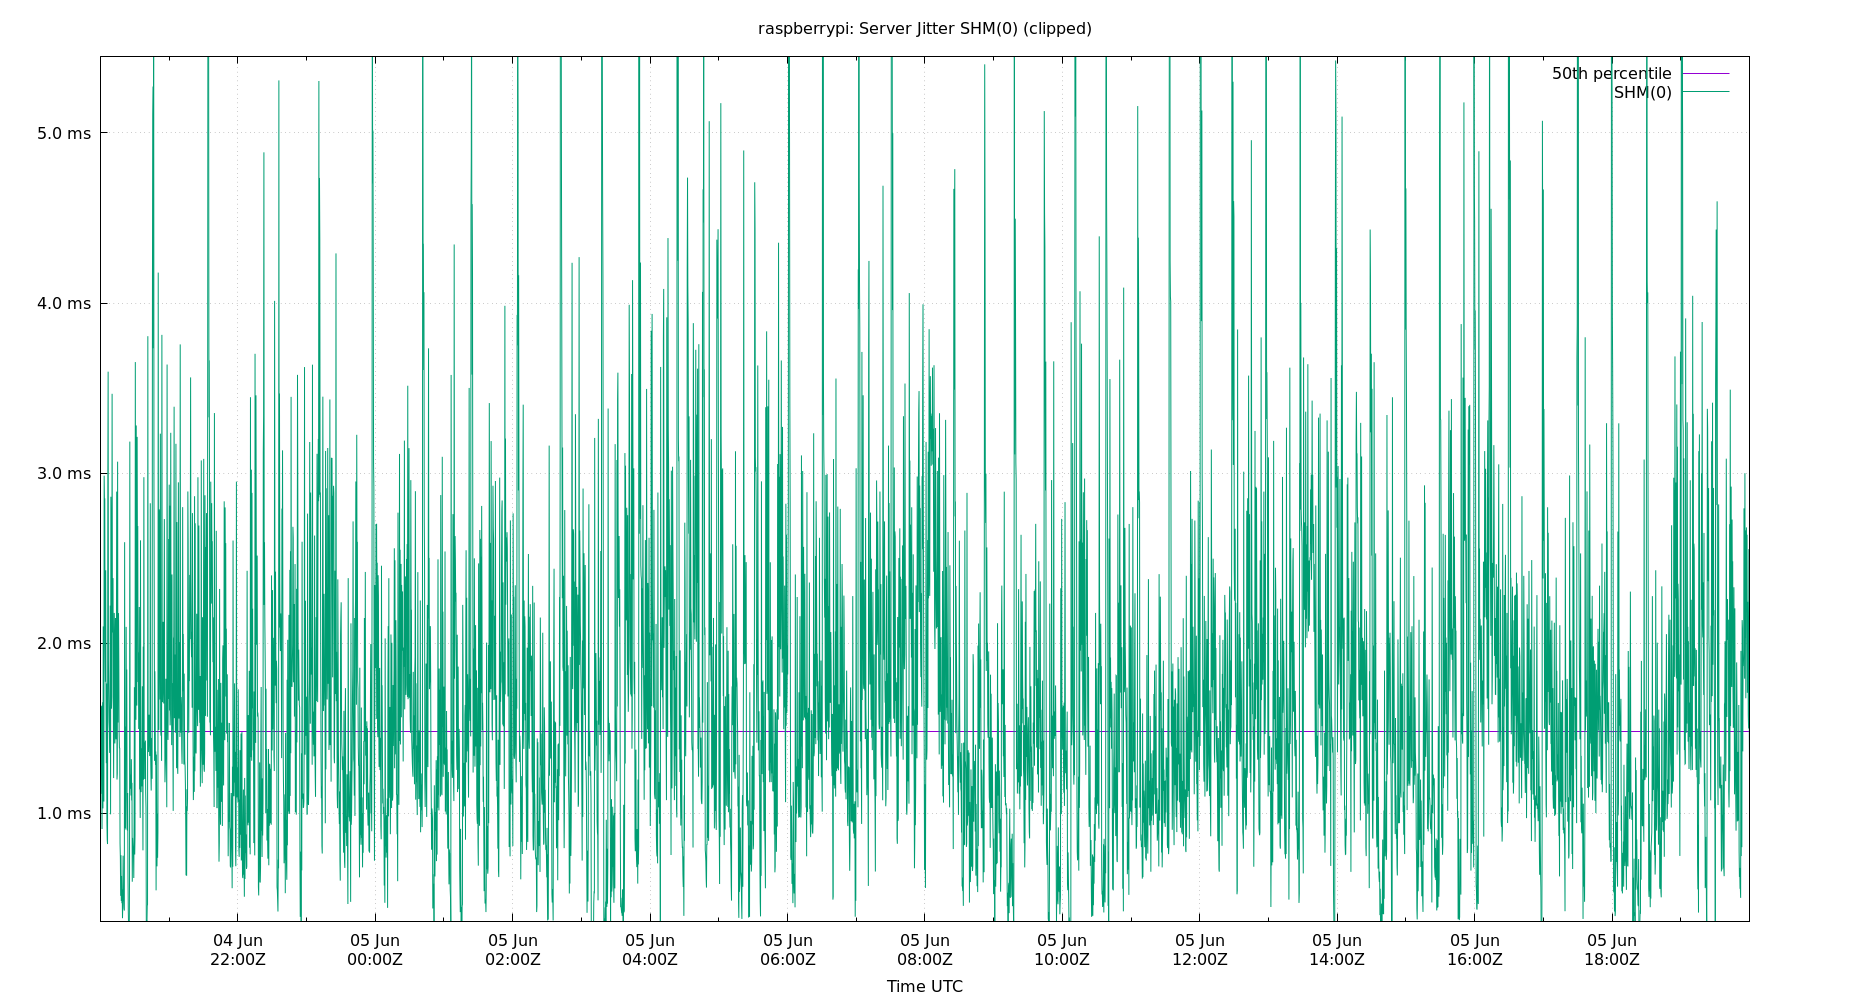 raspberrypi: Server Jitter SHM(0) (clipped)
50th percentile
SHM(0)
5.0 ms
4.0 ms
3.0 ms
2.0 ms
1.0 ms
04 Jun 05 Jun 05 Jun 05 Jun 05 Jun 05 Jun 05 Jun 05 Jun 05 Jun 05 Jun 05 Jun
22:00Z 00:00Z 02:00Z 04:00Z 06:00Z 08:00Z 10:00Z 12:00Z 14:00Z 16:00Z 18:00Z
Time UTC